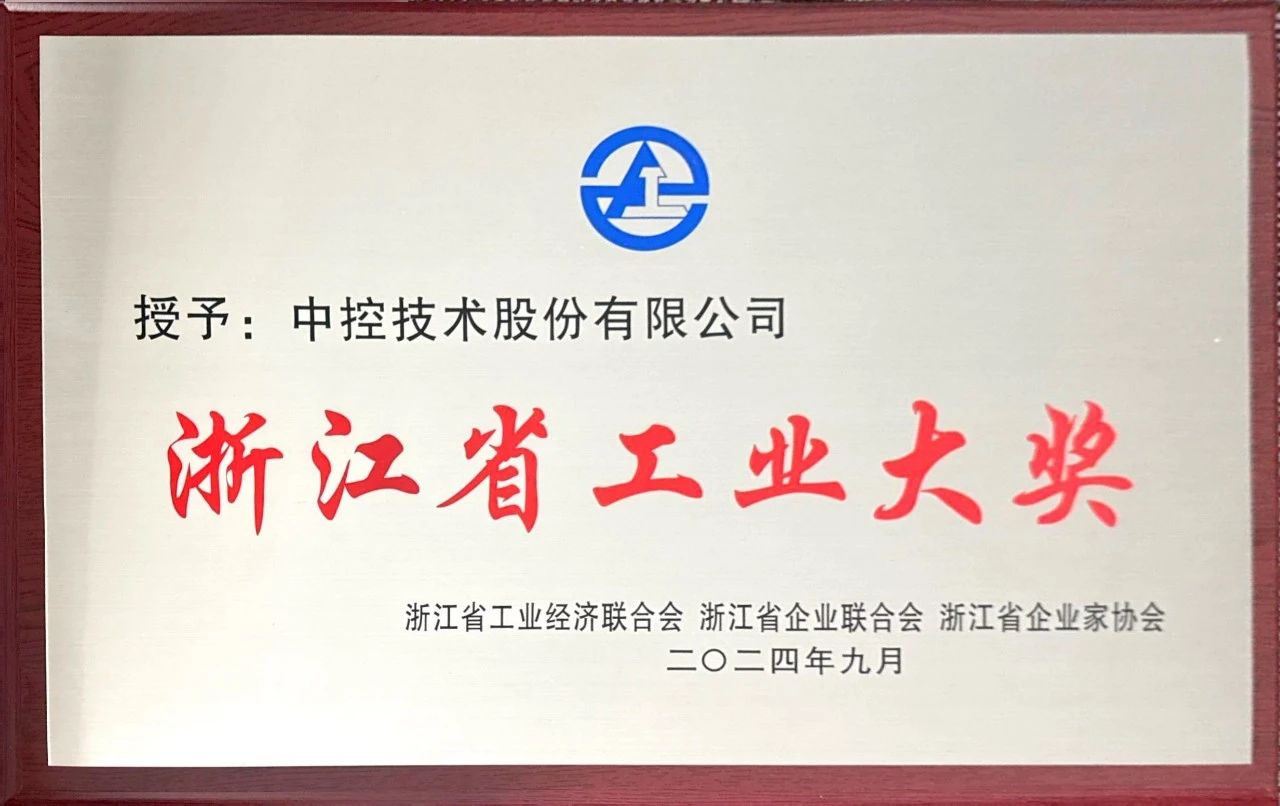 授予：中控技术股份有限公司
浙江省工业大奖
浙江省工业经济联合会 浙江省企业联合会 浙江省企业家协会
二〇二四年九月